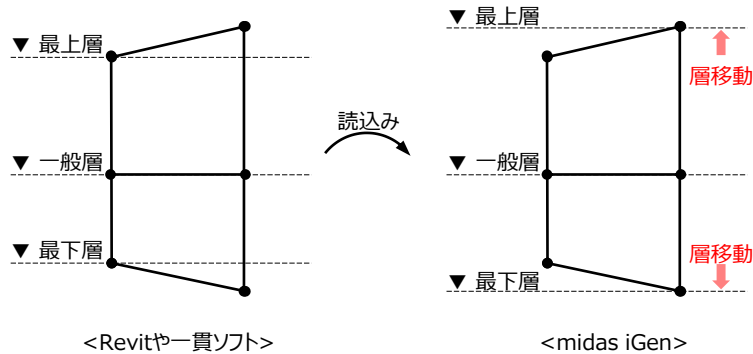 ▼ 最上層
▼ 一般層
▼ 最下層
<Revitや一貫ソフト>
読込み
▼ 最上層
層移動
▼ 一般層
層移動
▼ 最下層
<midas iGen>